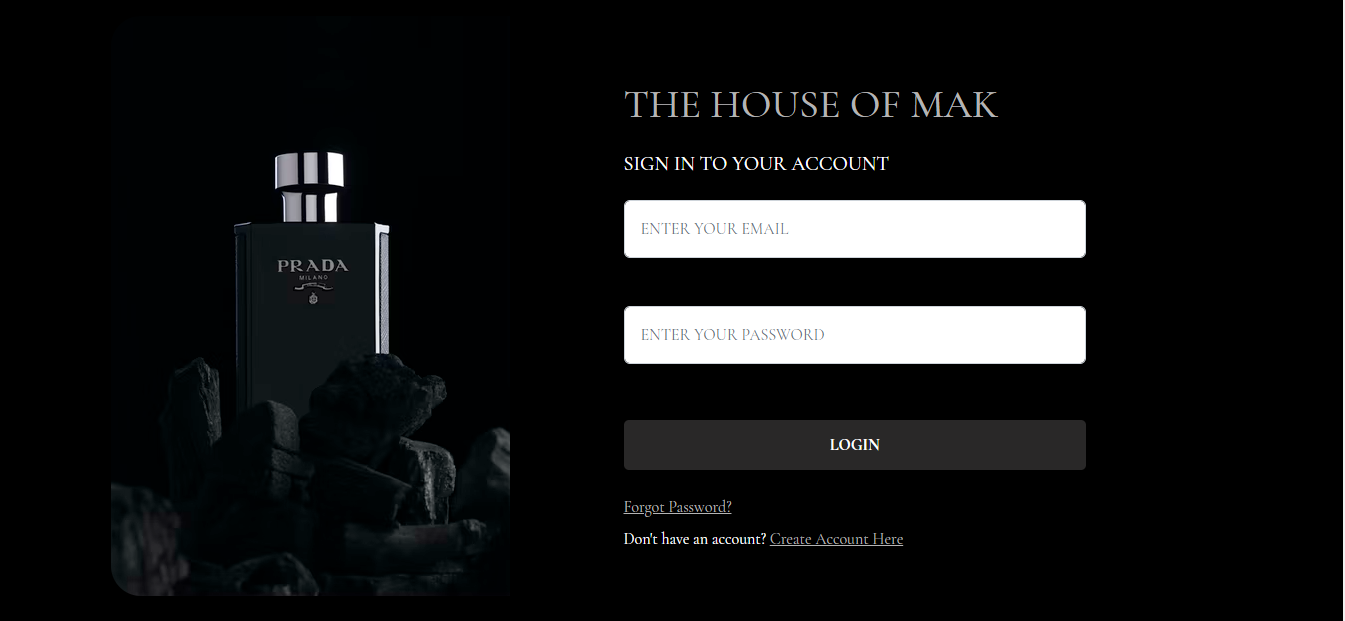 THE HOUSE OF MAK
SIGN IN TO YOUR ACCOUNT
ENTER YOUR EMAIL
PRADA
MILANO
ENTER YOUR PASSWORD
LOGIN
Forgot Password?
Don't have an account? Create Account Here